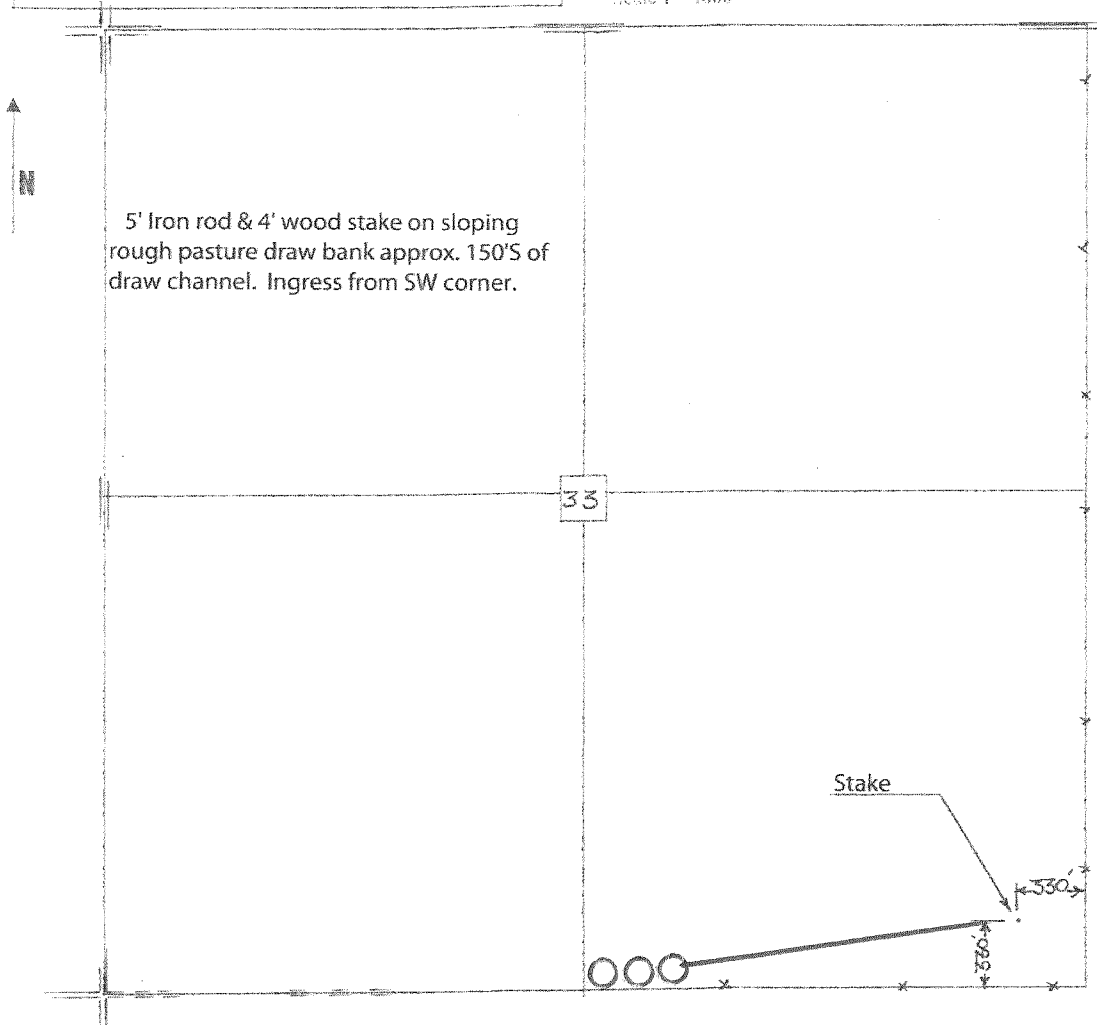 N
5' Iron rod & 4' wood stake on sloping
rough pasture draw bank approx. 150'S of
draw channel. Ingress from SW corner.
33
Stake
330'
330'